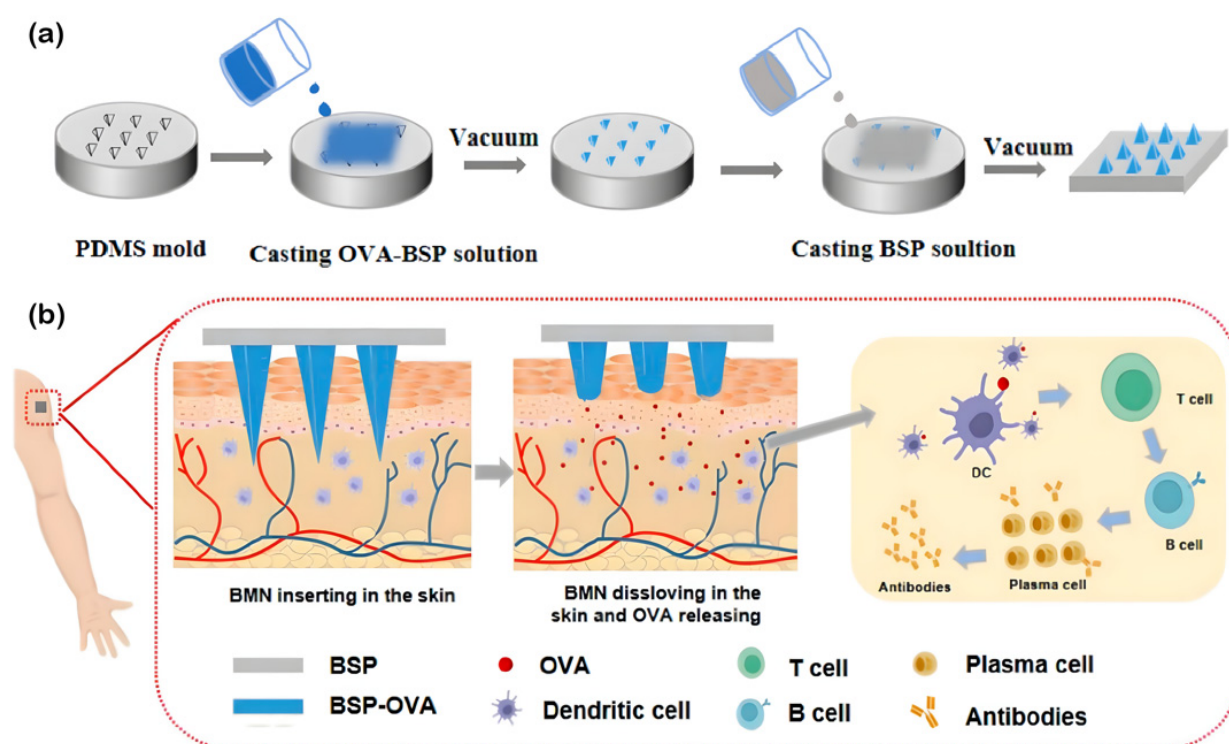 (a)
Vacuum
Vacuum
PDMS mold
Casting OVA-BSP solution
Casting BSP soultion
(b)
T cell
DC
B cell
Antibodies
Plasma cell
BMN inserting in the skin
BMN dissloving in the
skin and OVA releasing
BSP
OVA
T cell
Plasma cell
BSP-OVA
Dendritic cell
B cell
Antibodies